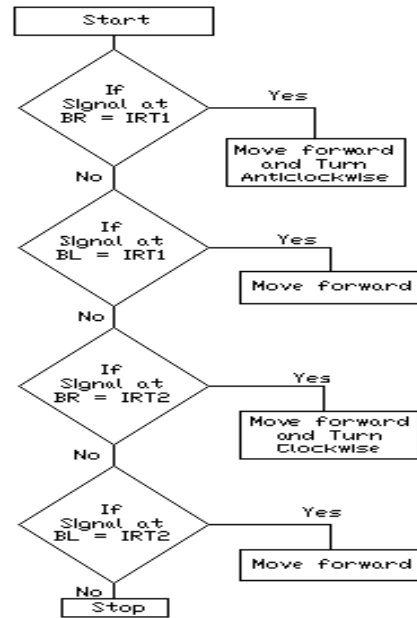 Start
If
Signal at
BR = IRT1
Yes
Move forward
and Turn
Anticlockwise
No
If
Signal at
BL = IRT1
Yes
Move forward
No
If
Signal at
BR = IRT2
Yes
Move forward
and Turn
Clockwise
No
If
Signal at
BL = IRT2
Yes
Move forward
No
Stop